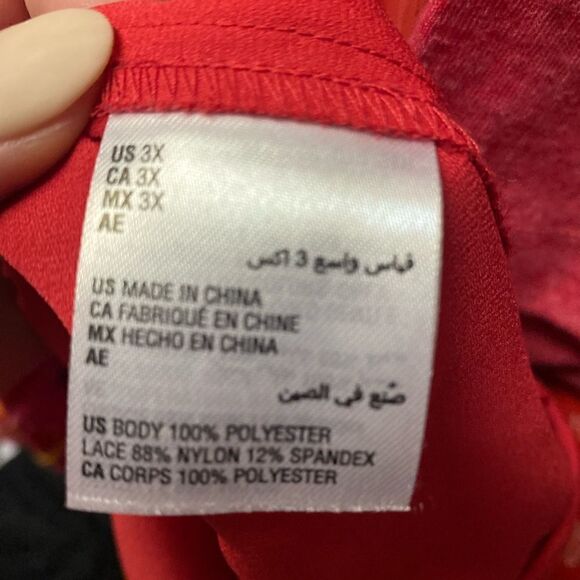 US 3X
CA 3X
MX 3X
AE
قياس واسع 3 اكس
US MADE IN CHINA
CA FABRIQUÉ EN CHINE
MX HECHO EN CHINA
AE
صُنع في الصين
US BODY 100% POLYESTER
LACE 88% NYLON 12% SPANDEX
CA CORPS 100% POLYESTER